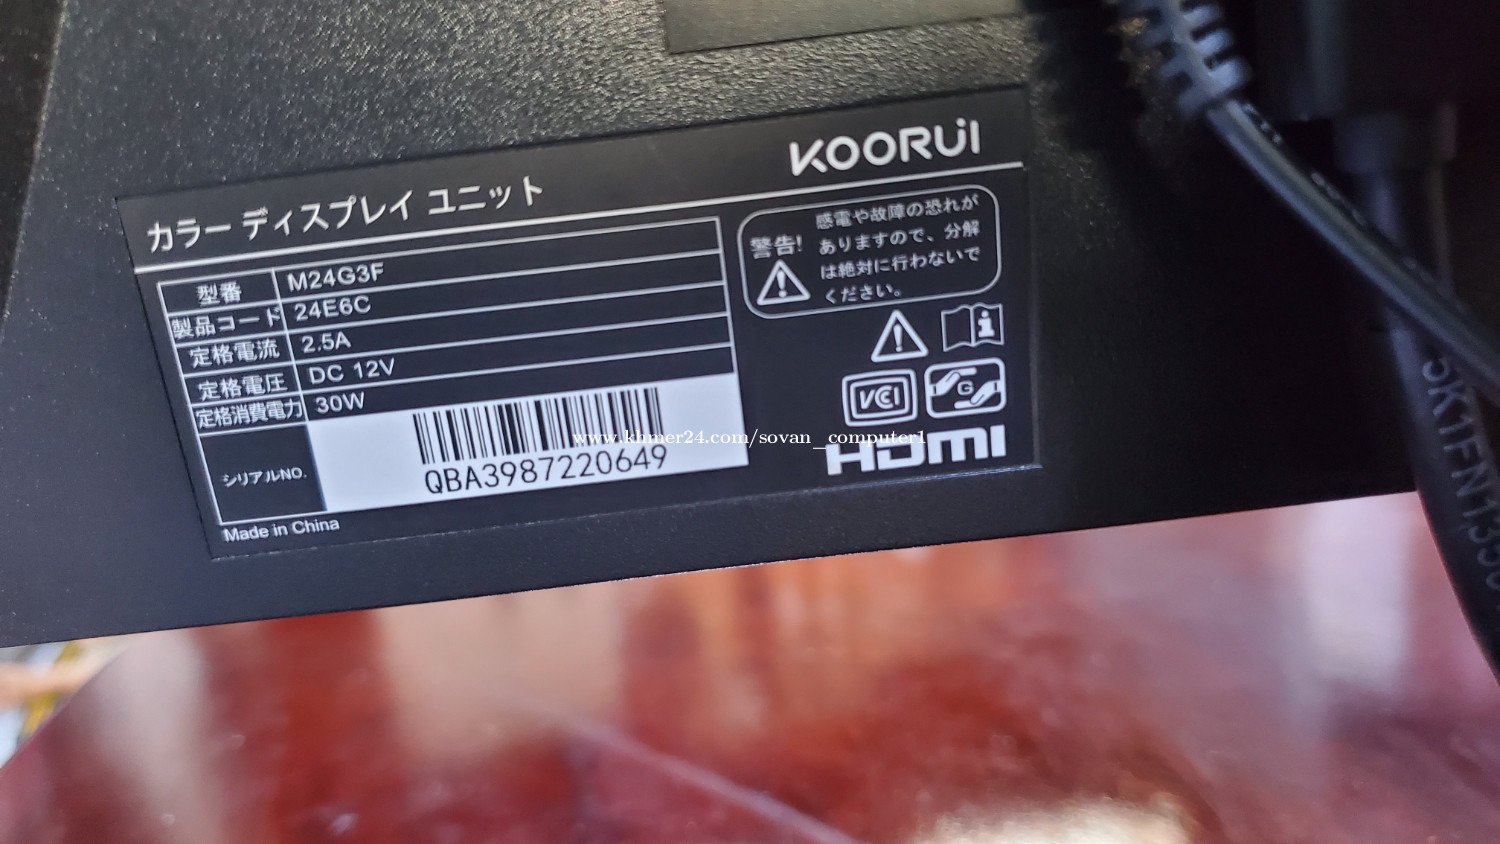 KOORUI
カラー ディスプレイ ユニット
型番 M24G3F
製品コード 24E6C
定格電流 2.5A
定格電圧 DC 12V
定格消費電力 30W
シリアルNO. QBA3987220649
Made in China
警告!
感電や故障の恐れが
ありますので、分解
は絶対に行わないで
ください。
VCCI
G
HDMI
www.khmer24.com/sovan_computer1